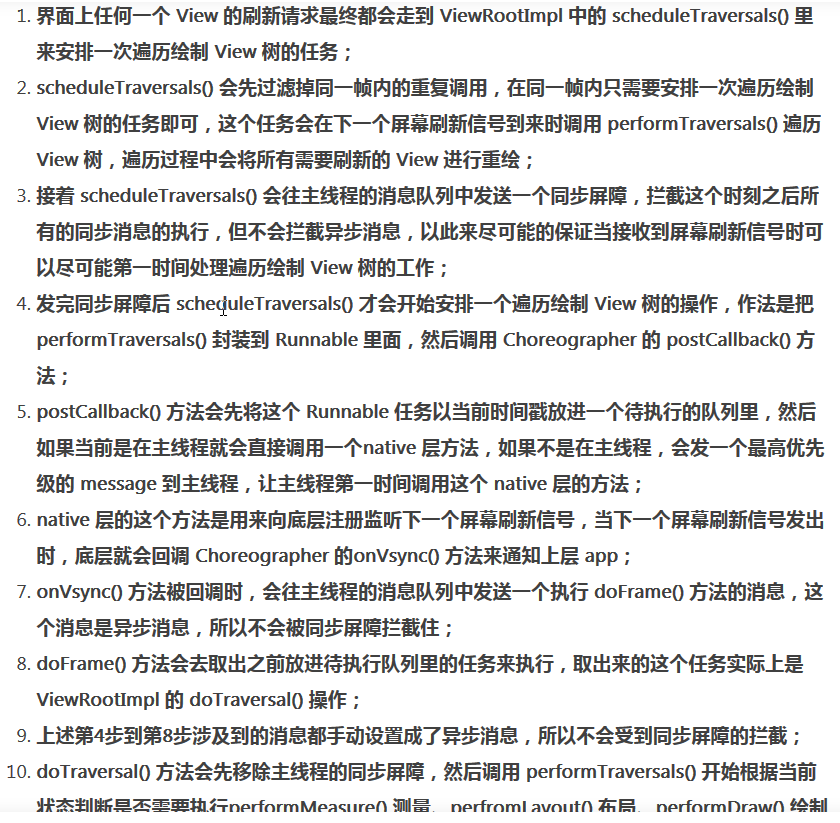 1. 界面上任何一个 View 的刷新请求最终都会走到 ViewRootImpl 中的 scheduleTraversals() 里
来安排一次遍历绘制 View 树的任务；
2. scheduleTraversals() 会先过滤掉同一帧内的重复调用，在同一帧内只需要安排一次遍历绘制
View 树的任务即可，这个任务会在下一个屏幕刷新信号到来时调用 performTraversals() 遍历
View 树，遍历过程中会将所有需要刷新的 View 进行重绘；
3. 接着 scheduleTraversals() 会往主线程的消息队列中发送一个同步屏障，拦截这个时刻之后所
有的同步消息的执行，但不会拦截异步消息，以此来尽可能的保证当接收到屏幕刷新信号时可
以尽可能第一时间处理遍历绘制 View 树的工作；
4. 发完同步屏障后 scheduleTraversals() 才会开始安排一个遍历绘制 View 树的操作，作法是把
performTraversals() 封装到 Runnable 里面，然后调用 Choreographer 的 postCallback() 方
法；
5. postCallback() 方法会先将这个 Runnable 任务以当前时间戳放进一个待执行的队列里，然后
如果当前是在主线程就会直接调用一个native 层方法，如果不是在主线程，会发一个最高优先
级的 message 到主线程，让主线程第一时间调用这个 native 层的方法；
6. native 层的这个方法是用来向底层注册监听下一个屏幕刷新信号，当下一个屏幕刷新信号发出
时，底层就会回调 Choreographer 的onVsync() 方法来通知上层 app；
7. onVsync() 方法被回调时，会往主线程的消息队列中发送一个执行 doFrame() 方法的消息，这
个消息是异步消息，所以不会被同步屏障拦截住；
8. doFrame() 方法会去取出之前放进待执行队列里的任务来执行，取出来的这个任务实际上是
ViewRootImpl 的 doTraversal() 操作；
9. 上述第4步到第8步涉及到的消息都手动设置成了异步消息，所以不会受到同步屏障的拦截；
10. doTraversal() 方法会先移除主线程的同步屏障，然后调用 performTraversals() 开始根据当前
状态判断是否需要执行performMeasure() 测量、perfromLayout() 布局、performDraw() 绘制